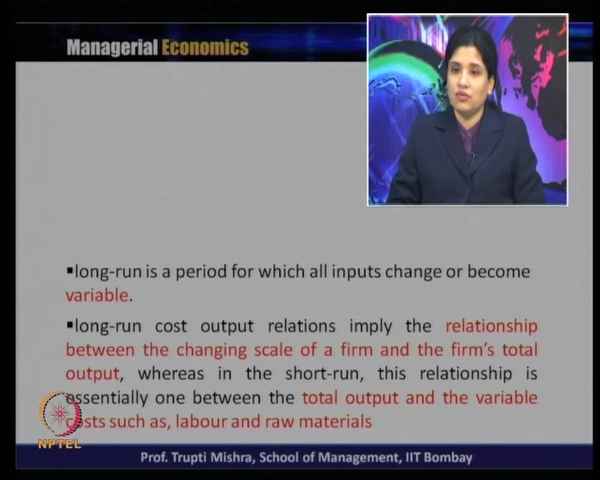 Managerial Economics
▪long-run is a period for which all inputs change or become
variable.
▪long-run cost output relations imply the relationship
between the changing scale of a firm and the firm's total
output, whereas in the short-run, this relationship is
essentially one between the total output and the variable
costs such as, labour and raw materials
NPTEL
Prof. Trupti Mishra, School of Management, IIT Bombay